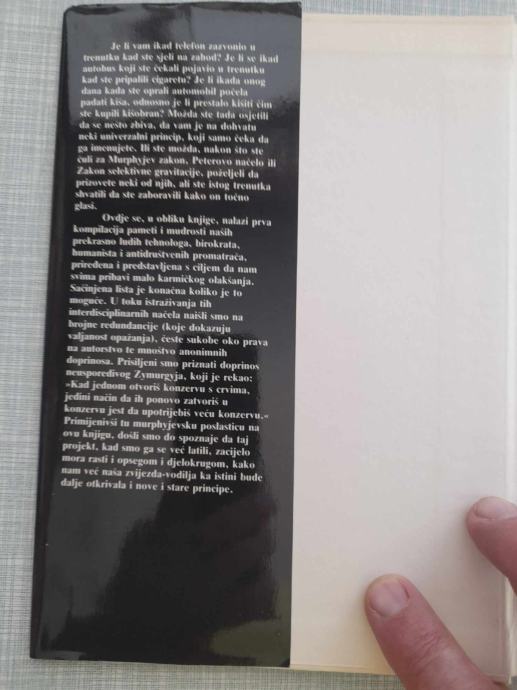 Je li vam ikad telefon zazvonio u
trenutku kad ste sjeli na zahod? Je li se ikad
autobus koji ste čekali pojavio u trenutku
kad ste pripalili cigaretu? Je li ikada onog
dana kada ste oprali automobil počela
padati kiša, odnosno je li prestalo kišiti čim
ste kupili kišobran? Možda ste tada osjetili
da se nešto zbiva, da vam je na dohvatu
neki univerzalni princip, koji samo čeka da
ga imenujete. Ili ste možda, nakon što ste
čuli za Murphyjev zakon, Peterovo načelo ili
Zakon selektivne gravitacije, poželjeli da
prizovete neki od njih, ali ste istog trenutka
shvatili da ste zaboravili kako on točno
glasi.
Ovdje se, u obliku knjige, nalazi prva
kompilacija pameti i mudrosti naših
prekrasno ludih tehnologa, birokrata,
humanista i antidruštvenih promatrača,
priređena i predstavljena s ciljem da nam
svima pribavi malo karmičkog olakšanja.
Sačinjena lista je konačna koliko je to
moguće. U toku istraživanja tih
interdisciplinarnih načela naišli smo na
brojne redundancije (koje dokazuju
valjanost opažanja), česte sukobe oko prava
na autorstvo te mnoštvo anonimnih
doprinosa. Prisiljeni smo priznati doprinos
neusporedivog Zymurgyja, koji je rekao:
»Kad jednom otvoriš konzervu s crvima,
jedini način da ih ponovo zatvoriš u
konzervu jest da upotrijebiš veću konzervu.«
Primijenivši tu murphyjevsku poslasticu na
ovu knjigu, došli smo do spoznaje da taj
projekt, kad smo ga se već latili, zacijelo
mora rasti i opsegom i djelokrugom, kako
nam već naša zvijezda-vodilja ka istini bude
dalje otkrivala i nove i stare principe.